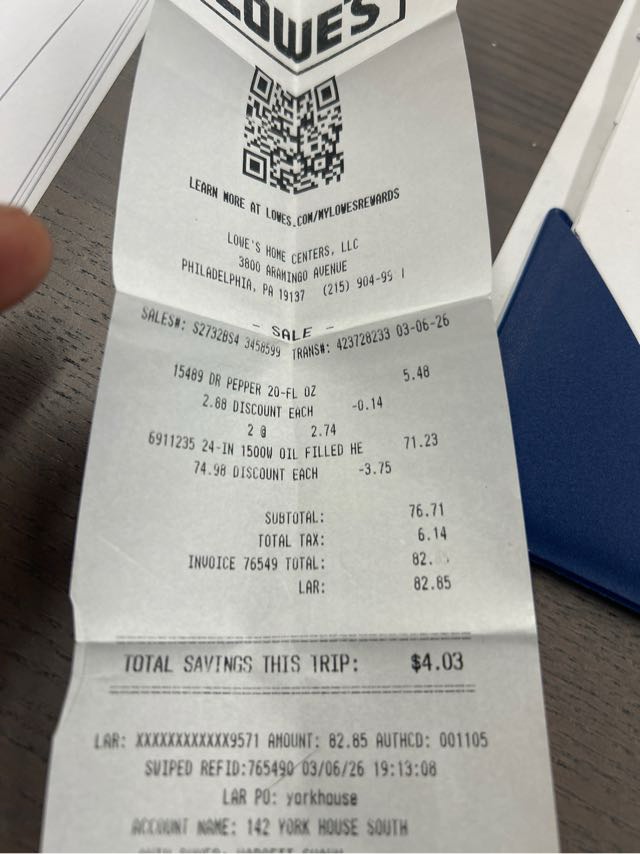 LOWE'S
LEARN MORE AT LOWES.COM/MYLOWESREWARDS
LOWE'S HOME CENTERS, LLC
3800 ARAMINGO AVENUE
PHILADELPHIA, PA 19137 (215) 904-95
- SALE -
SALES#: S2732BS4 3458599 TRANS#: 423728233 03-06-26
15489 DR PEPPER 20-FL OZ 5.48
2.88 DISCOUNT EACH -0.14
2 @ 2.74
6911235 24-IN 1500W OIL FILLED HE 71.23
74.98 DISCOUNT EACH -3.75
SUBTOTAL: 76.71
TOTAL TAX: 6.14
INVOICE 76549 TOTAL: 82.
LAR: 82.85
TOTAL SAVINGS THIS TRIP: $4.03
LAR: XXXXXXXXXXXX9571 AMOUNT: 82.85 AUTHCD: 001105
SWIPED REFID:765490 03/06/26 19:13:08
LAR PO: yorkhouse
ACCOUNT NAME: 142 YORK HOUSE SOUTH